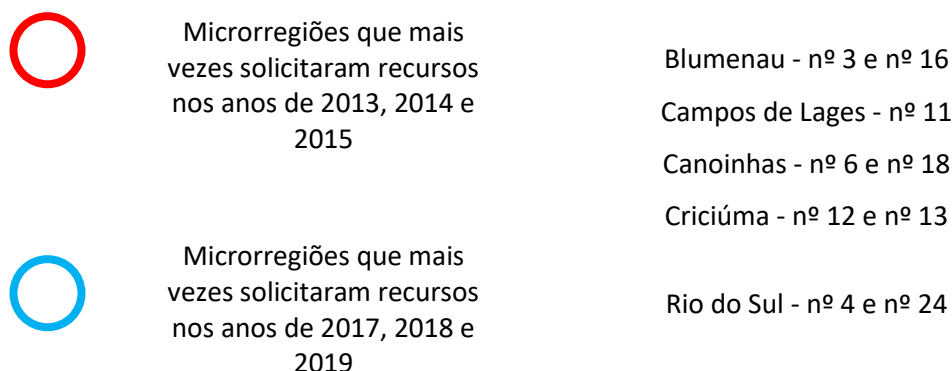 Microrregiões que mais
vezes solicitaram recursos
nos anos de 2013, 2014 e
2015
Microrregiões que mais
vezes solicitaram recursos
nos anos de 2017, 2018 e
2019
Blumenau - nº 3 e nº 16
Campos de Lages - nº 11
Canoinhas - nº 6 e nº 18
Criciúma - nº 12 e nº 13
Rio do Sul - nº 4 e nº 24